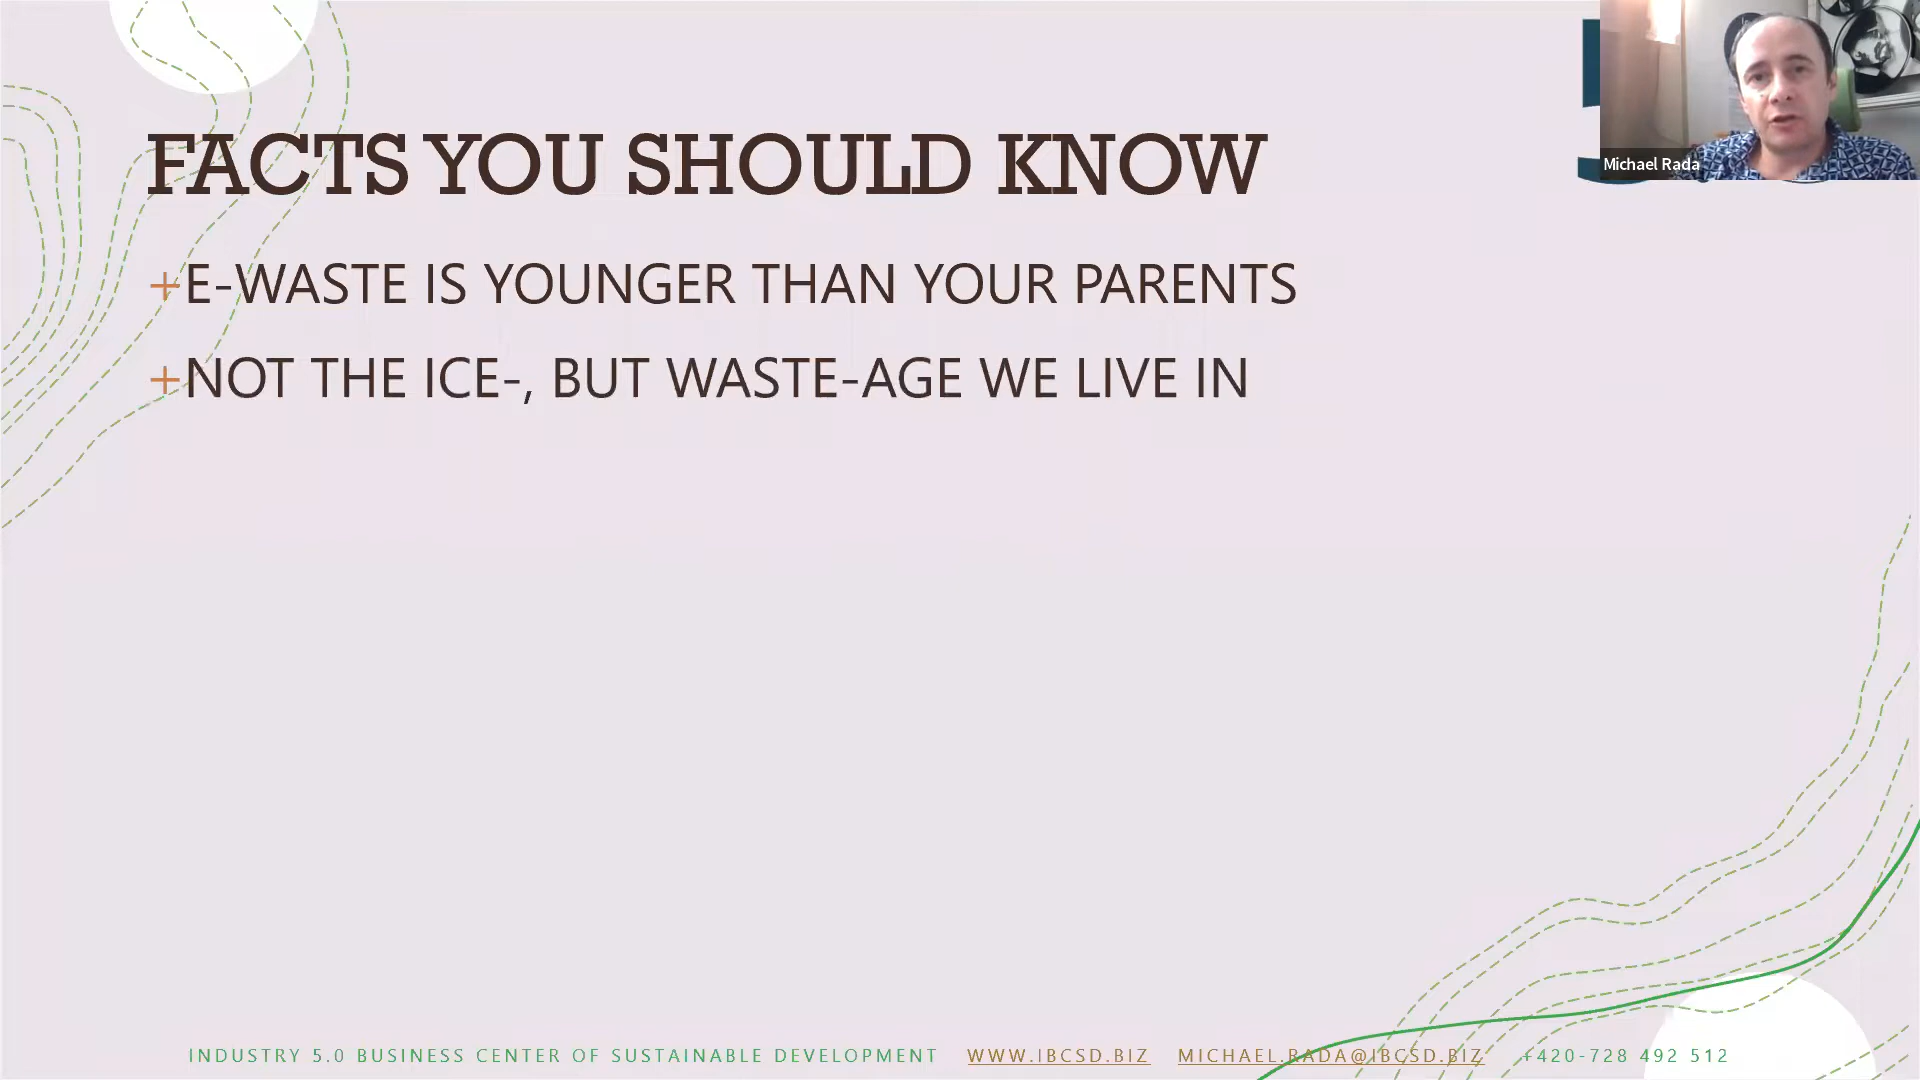 FACTS YOU SHOULD KNOW
+E-WASTE IS YOUNGER THAN YOUR PARENTS
+NOT THE ICE-, BUT WASTE-AGE WE LIVE IN
Michael Rada
INDUSTRY 5.0 BUSINESS CENTER OF SUSTAINABLE DEVELOPMENT WWW.IBCSD.BIZ MICHAEL.RADA@IBCSD.BIZ +420-728 492 512